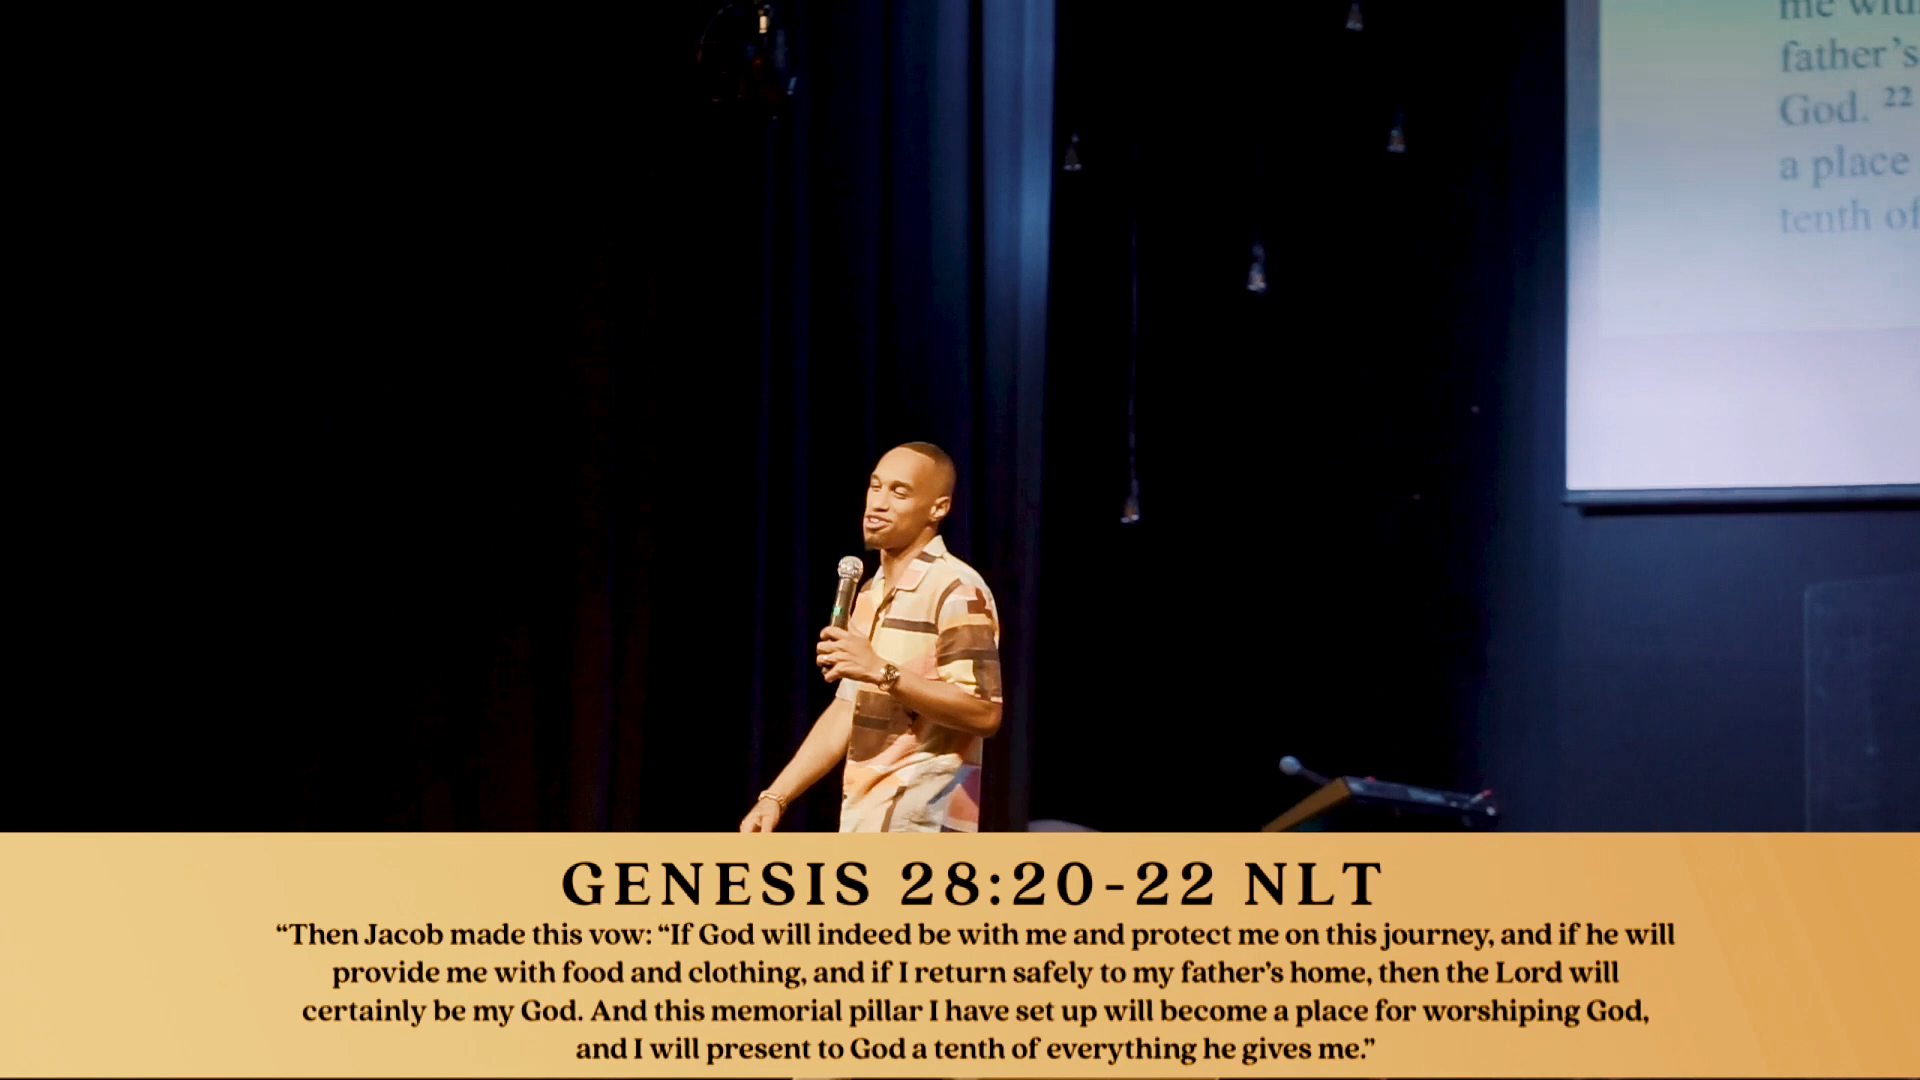 me with
father's
God. 22
a place
tenth of
GENESIS 28:20-22 NLT
“Then Jacob made this vow: “If God will indeed be with me and protect me on this journey, and if he will
provide me with food and clothing, and if I return safely to my father’s home, then the Lord will
certainly be my God. And this memorial pillar I have set up will become a place for worshiping God,
and I will present to God a tenth of everything he gives me.”